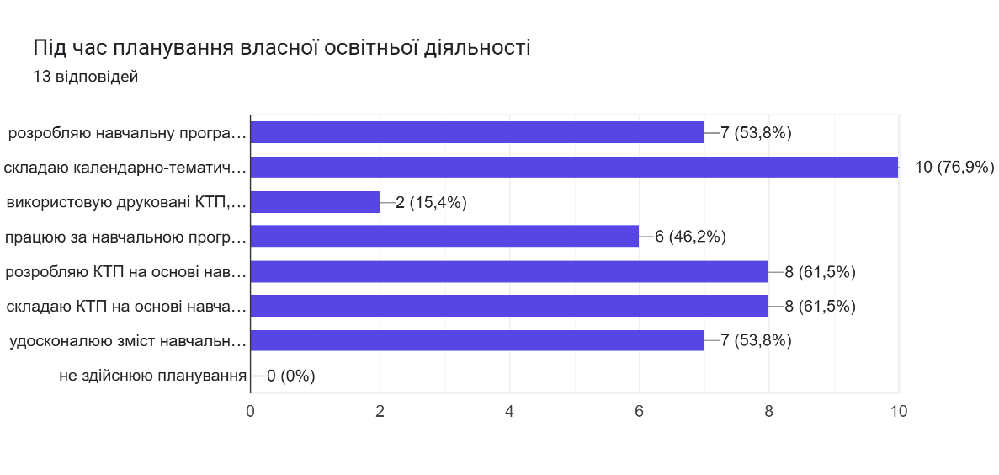 Під час планування власної освітньої діяльності
13 відповідей
розробляю навчальну програ…
7 (53,8%)
складаю календарно-тематич…
10 (76,9%)
використовую друковані КТП,…
2 (15,4%)
працюю за навчальною прогр…
6 (46,2%)
розробляю КТП на основі нав…
8 (61,5%)
складаю КТП на основі навча…
8 (61,5%)
удосконалюю зміст навчальн…
7 (53,8%)
не здійснюю планування
0 (0%)
0 2 4 6 8 10